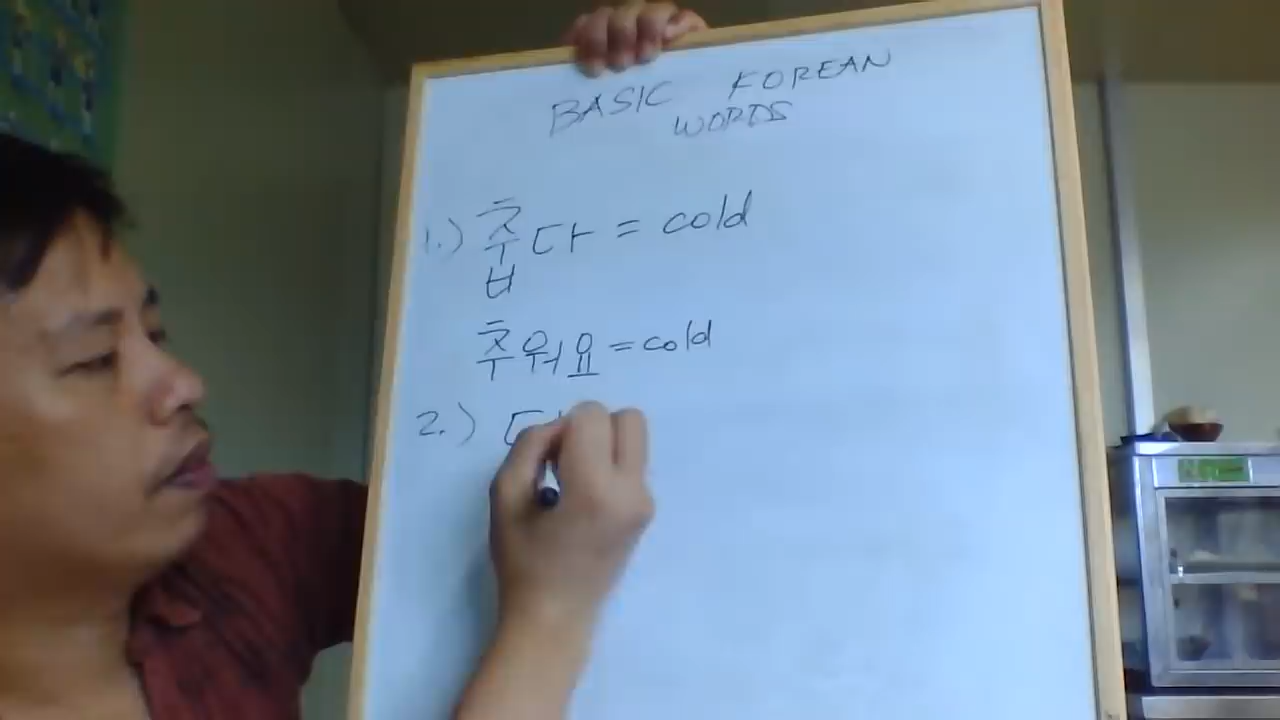 BASIC KOREAN
WORDS
1.) 춥다 = cold
추워요 = cold
2.)